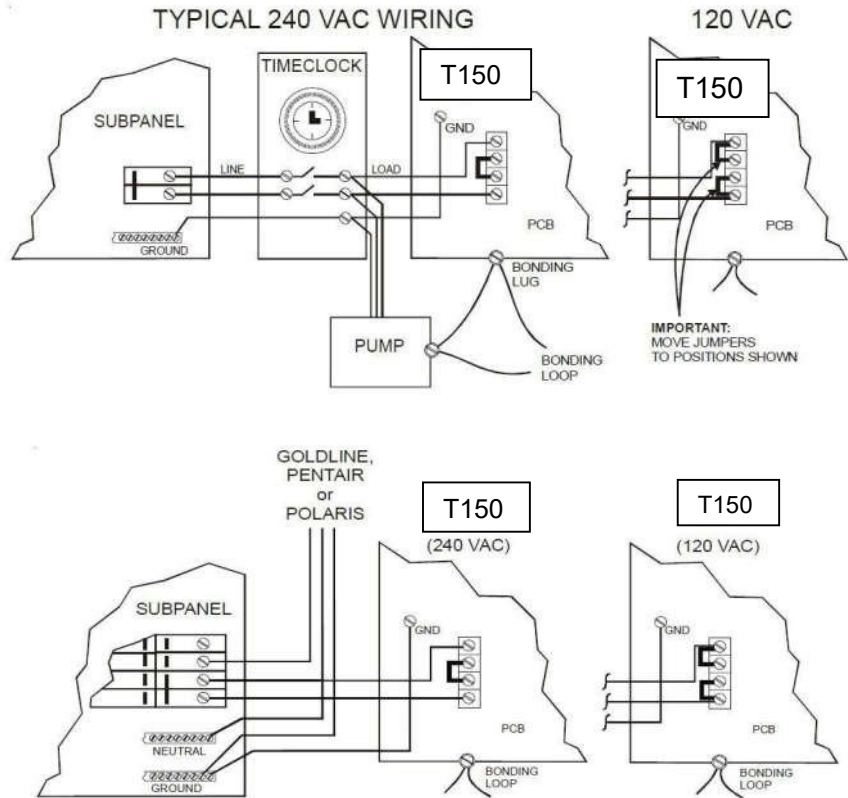 TYPICAL 240 VAC WIRING
120 VAC
TIMECLOCK
T150
T150
SUBPANEL
GND
GND
LINE
LOAD
PCB
PCB
GROUND
BONDING
LUG
PUMP
BONDING
LOOP
IMPORTANT:
MOVE JUMPERS
TO POSITIONS SHOWN
GOLDLINE,
PENTAIR
or
POLARIS
T150
(240 VAC)
T150
(120 VAC)
SUBPANEL
GND
GND
PCB
PCB
NEUTRAL
GROUND
BONDING
LOOP
BONDING
LOOP